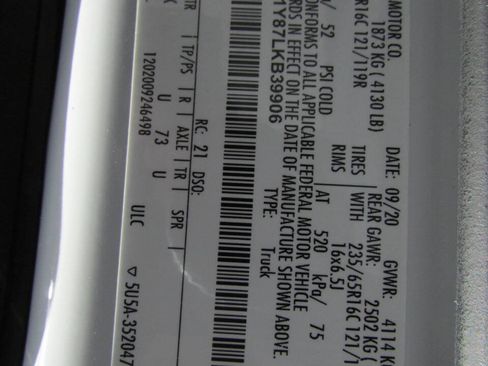 MOTOR CO.
DATE: 09/20 GVWR: 4114 K
1873 KG ( 4130 LB) REAR GAWR: 2502 KG (
R16C 121/119R TIRES WITH 235/65R16C 121/1
RIMS 16x6.5J
/ 52 PSI COLD AT 520 kPa/ 75
ONFORMS TO ALL APPLICABLE FEDERAL MOTOR VEHICLE
RDS IN EFFECT ON THE DATE OF MANUFACTURE SHOWN ABOVE.
1Y87LKB39906 TYPE: Truck
RC: 21 DSO:
TP/PS R AXLE TR SPR
U 73 U
1202009246498 ULC
5U5A-352047